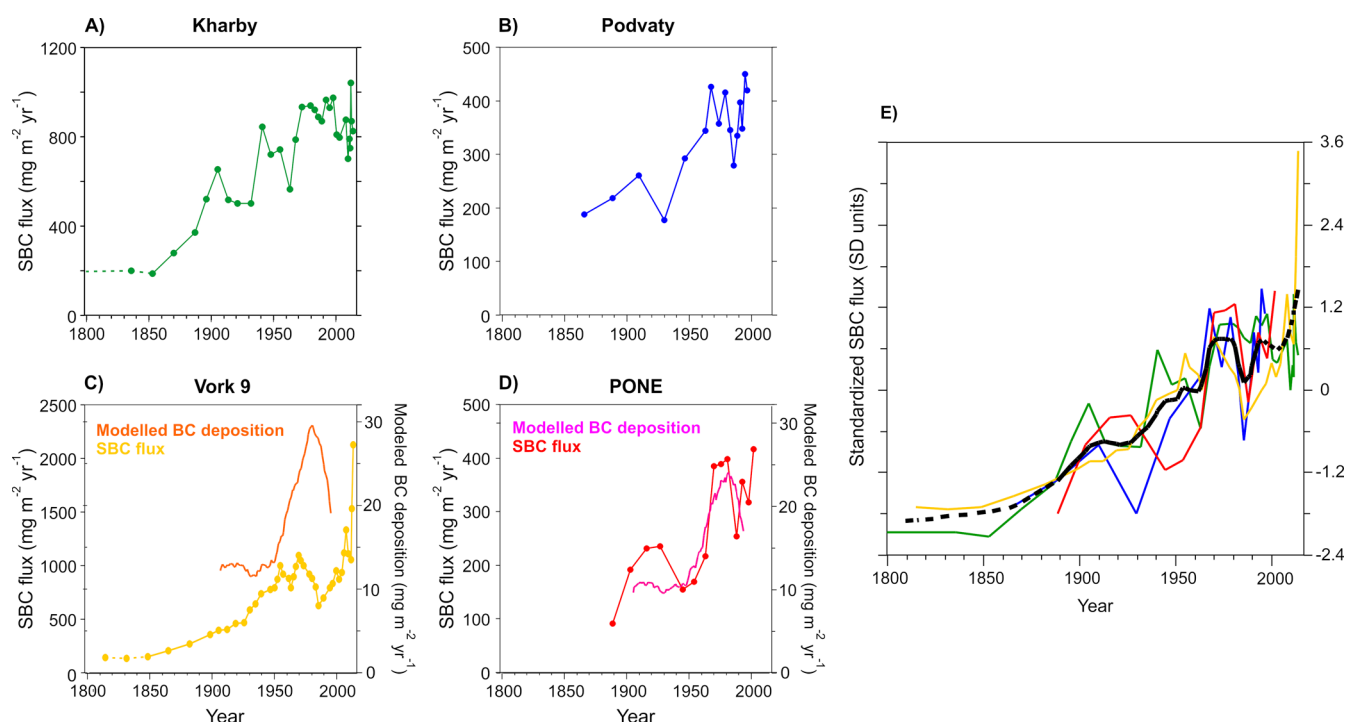 A) Kharby
SBC flux (mg m-2 yr-1)
1200
1000
800
600
400
200
0
1800 1850 1900 1950 2000
B) Podvaty
SBC flux (mg m-2 yr-1)
500
400
300
200
100
0
1800 1850 1900 1950 2000
C) Vork 9
Modelled BC deposition
SBC flux
SBC flux (mg m-2 yr-1)
2500
2000
1500
1000
500
0
30
20
10
0
Modeled BC deposition (mg m-2 yr-1)
1800 1850 1900 1950 2000
Year
D) PONE
Modelled BC deposition
SBC flux
SBC flux (mg m-2 yr-1)
500
400
300
200
100
0
30
20
10
0
Modeled BC deposition (mg m-2 yr-1)
1800 1850 1900 1950 2000
Year
E)
Standardized SBC flux (SD units)
3.6
2.4
1.2
0
-1.2
-2.4
1800 1850 1900 1950 2000
Year